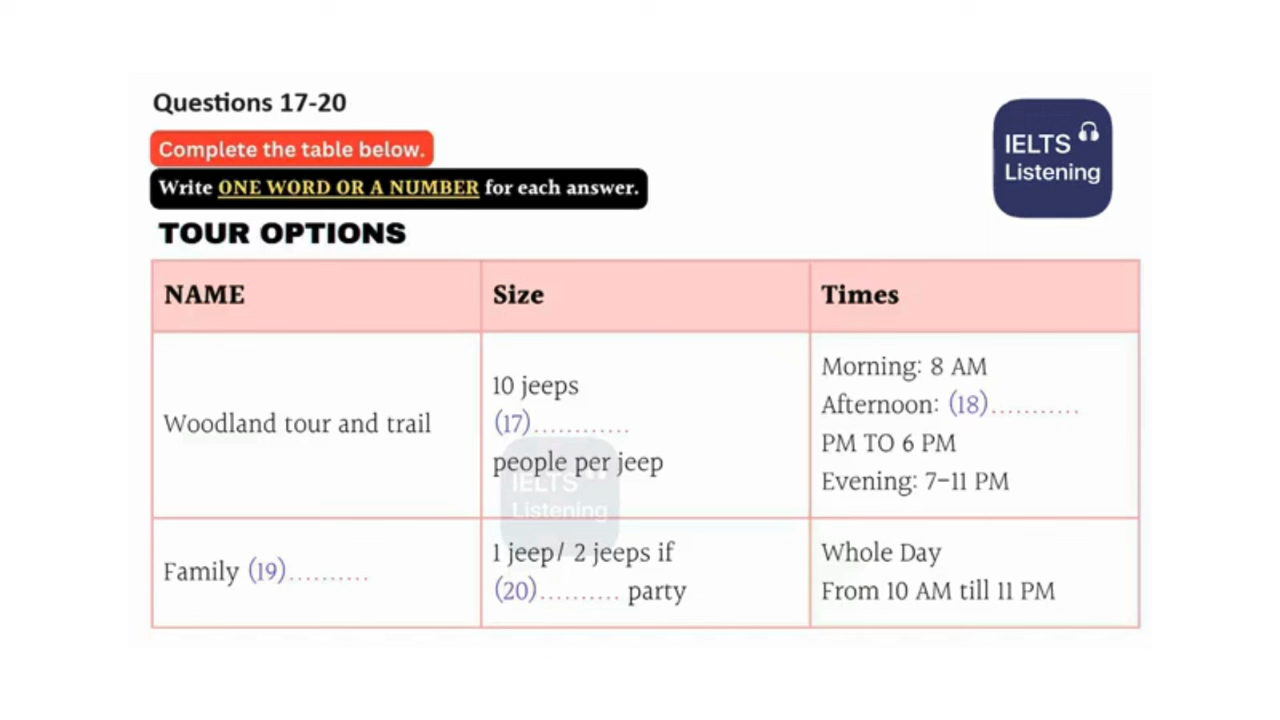 Questions 17-20
Complete the table below.
Write ONE WORD OR A NUMBER for each answer.
IELTS
Listening
TOUR OPTIONS
NAME
Size
Times
Woodland tour and trail
10 jeeps
(17)............
people per jeep
Morning: 8 AM
Afternoon: (18)...........
PM TO 6 PM
Evening: 7–11 PM
IELTS
Listening
Family (19)..........
1 jeep/ 2 jeeps if
(20).......... party
Whole Day
From 10 AM till 11 PM